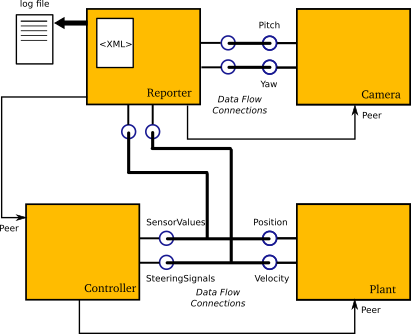 log file
<XML>
Reporter
Pitch
Yaw
Data Flow
Connections
Camera
Peer
Peer
SensorValues
SteeringSignals
Controller
Position
Velocity
Data Flow
Connections
Plant
Peer